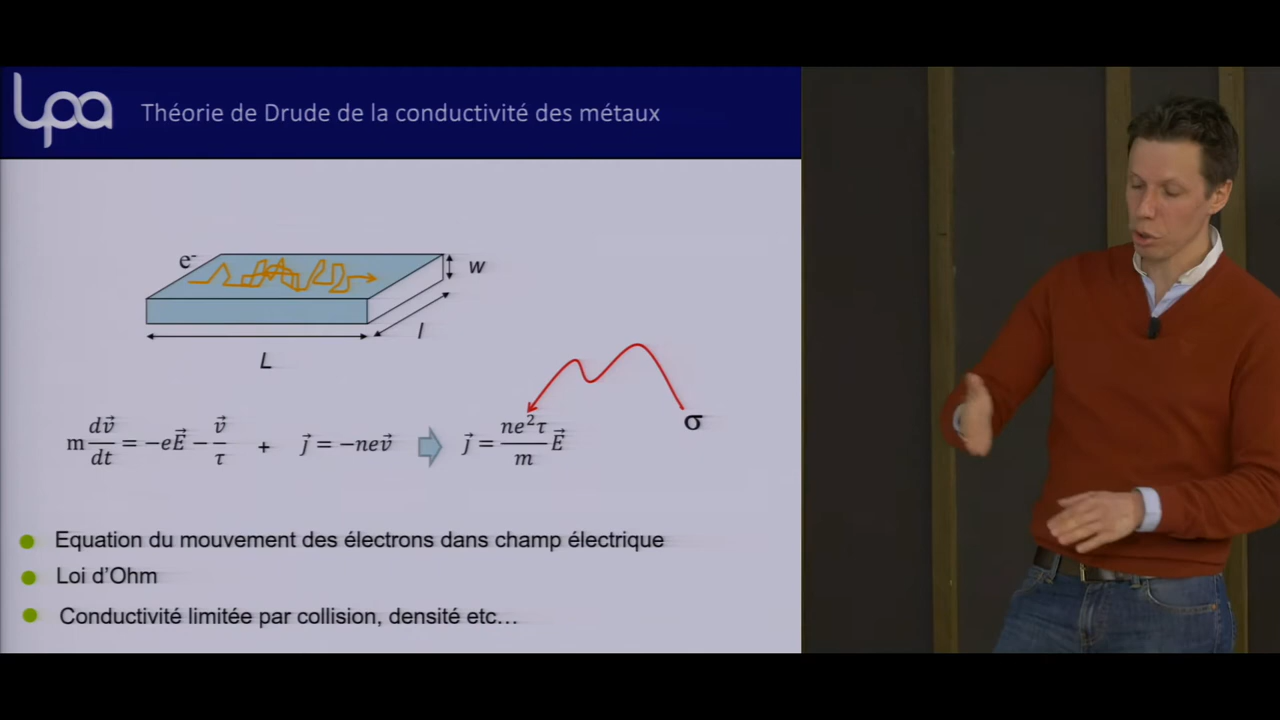 lpa
Théorie de Drude de la conductivité des métaux
e⁻
w
l
L
σ
m dv⃗/dt = −eE⃗ − v⃗/τ + j⃗ = −nev⃗ j⃗ = ne²τ/m E⃗
Equation du mouvement des électrons dans champ électrique
Loi d'Ohm
Conductivité limitée par collision, densité etc…